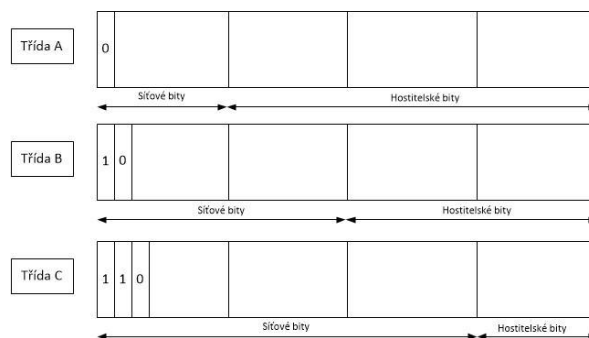 Třída A
0
Síťové bity
Hostitelské bity
Třída B
1 0
Síťové bity
Hostitelské bity
Třída C
1 1 0
Síťové bity
Hostitelské bity